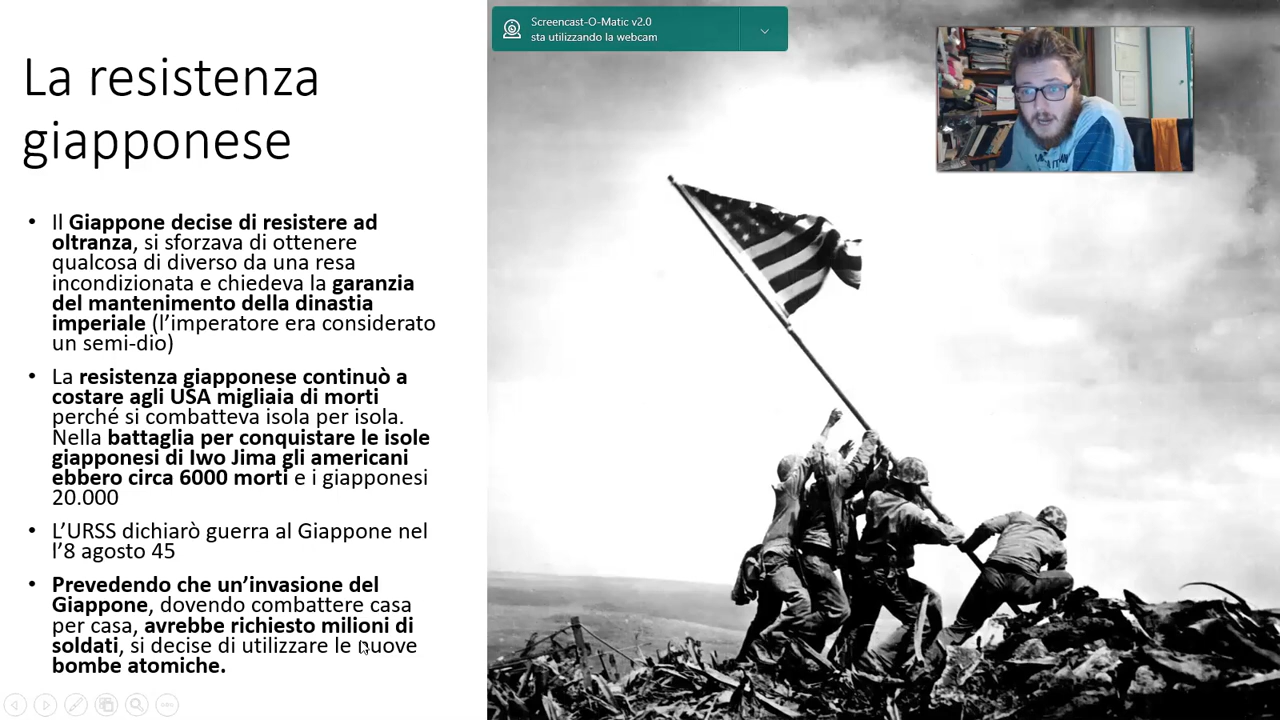 Screencast-O-Matic v2.0
sta utilizzando la webcam
La resistenza
giapponese
• Il Giappone decise di resistere ad
oltranza, si sforzava di ottenere
qualcosa di diverso da una resa
incondizionata e chiedeva la garanzia
del mantenimento della dinastia
imperiale (l'imperatore era considerato
un semi-dio)
• La resistenza giapponese continuò a
costare agli USA migliaia di morti
perché si combatteva isola per isola.
Nella battaglia per conquistare le isole
giapponesi di Iwo Jima gli americani
ebbero circa 6000 morti e i giapponesi
20.000
• L'URSS dichiarò guerra al Giappone nel
l'8 agosto 45
• Prevedendo che un'invasione del
Giappone, dovendo combattere casa
per casa, avrebbe richiesto milioni di
soldati, si decise di utilizzare le nuove
bombe atomiche.